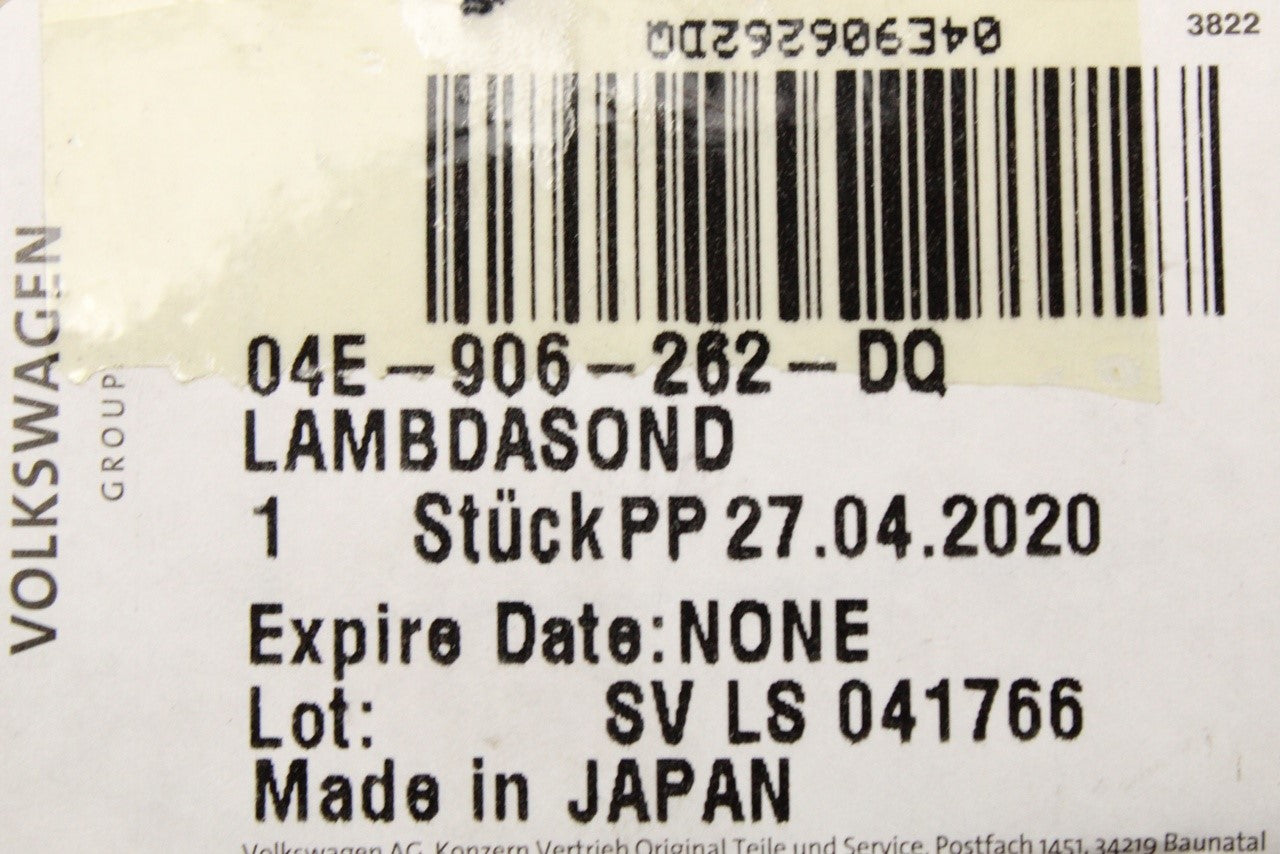 3822
04E906262DQ
04E-906-262-DQ
LAMBDASOND
1 Stück PP 27.04.2020
Expire Date:NONE
Lot: SV LS 041766
Made in JAPAN
Volkswagen AG, Konzern Vertrieb Original Teile und Service, Postfach 1451, 34219 Baunatal
VOLKSWAGEN
GROUP